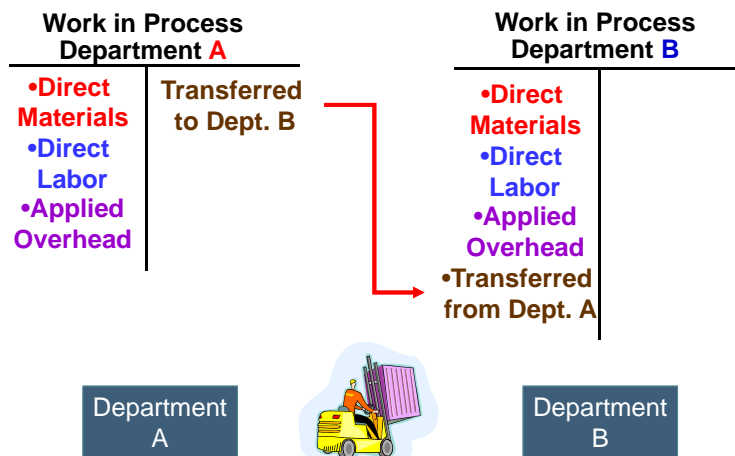 Work in Process
Department A
•Direct
Materials
•Direct
Labor
•Applied
Overhead
Transferred
to Dept. B
Work in Process
Department B
•Direct
Materials
•Direct
Labor
•Applied
Overhead
•Transferred
from Dept. A
Department
A
Department
B